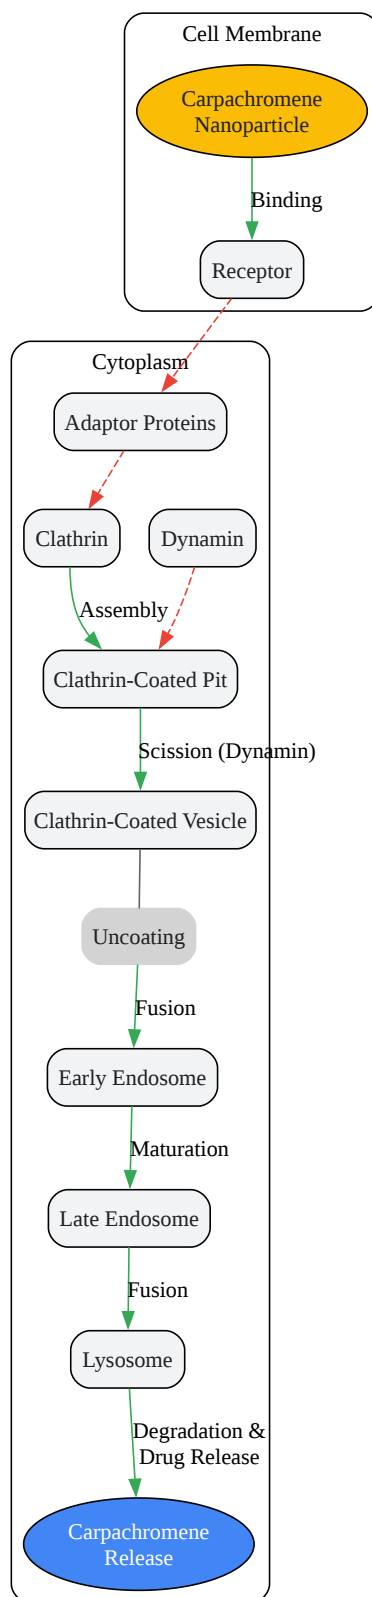 Cell Membrane
Carpachromene
Nanoparticle
Binding
Receptor
Cytoplasm
Adaptor Proteins
Clathrin
Dynamin
Assembly
Clathrin-Coated Pit
Scission (Dynamin)
Clathrin-Coated Vesicle
Uncoating
Fusion
Early Endosome
Maturation
Late Endosome
Fusion
Lysosome
Degradation &
Drug Release
Carpachromene
Release